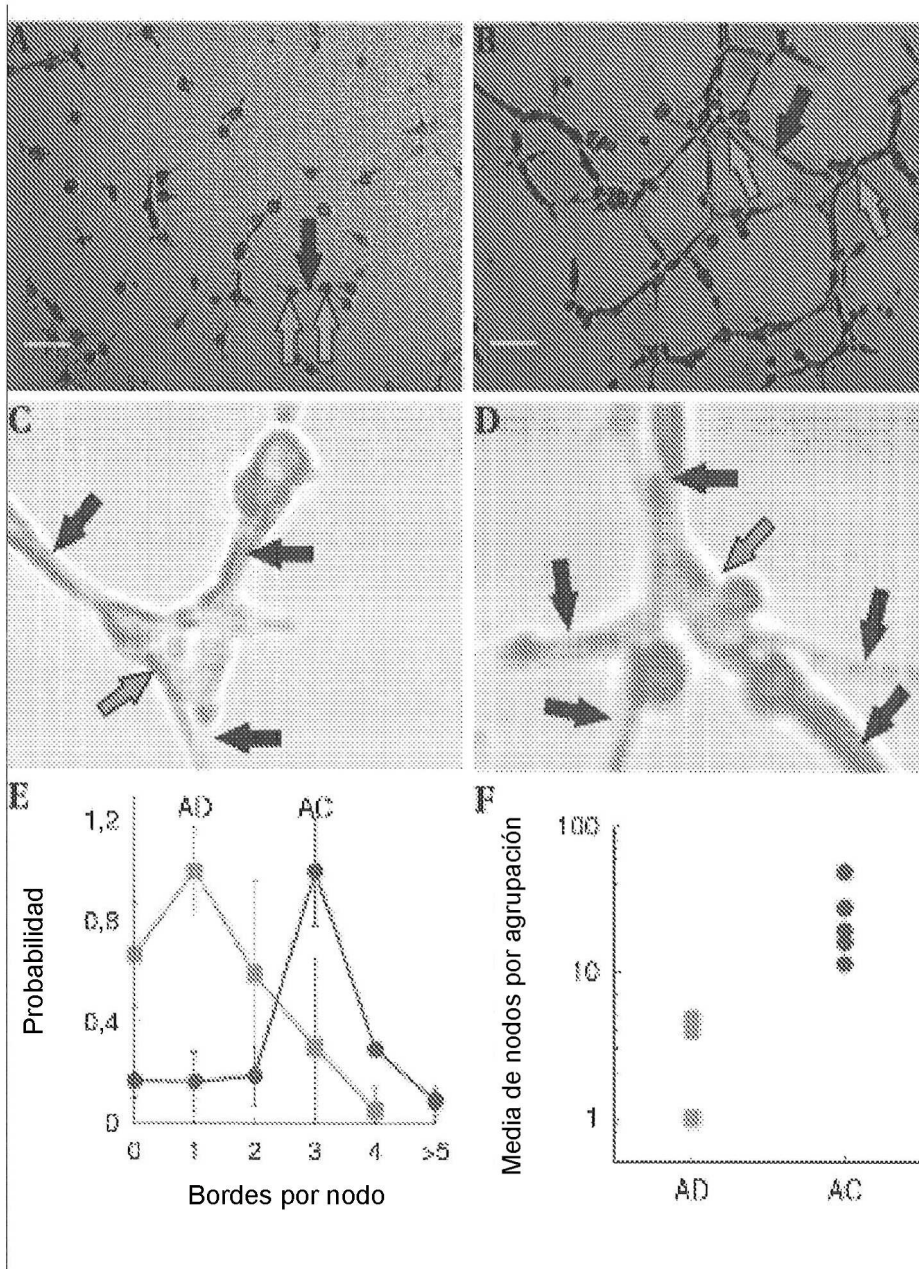 A
B
C
D
E
AD
AC
1,2
0,8
0,4
0
Probabilidad
0 1 2 3 4 >5
Bordes por nodo
F
100
10
1
Media de nodos por agrupación
AD AC